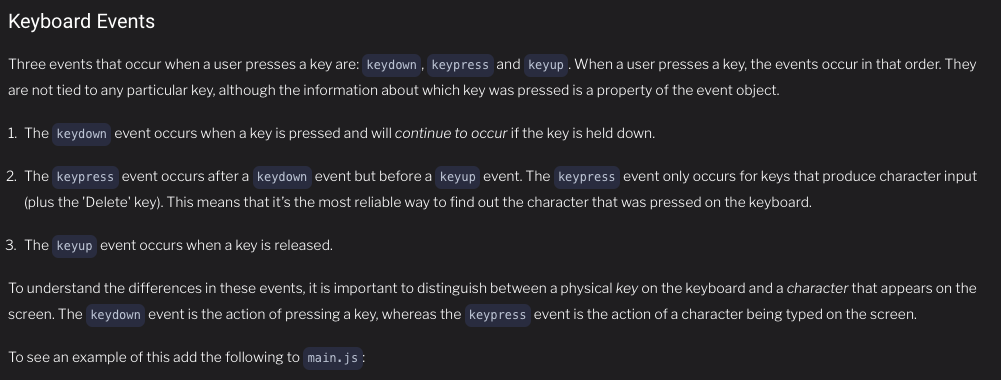 Keyboard Events
Three events that occur when a user presses a key are: keydown, keypress and keyup. When a user presses a key, the events occur in that order. They
are not tied to any particular key, although the information about which key was pressed is a property of the event object.
1. The keydown event occurs when a key is pressed and will continue to occur if the key is held down.
2. The keypress event occurs after a keydown event but before a keyup event. The keypress event only occurs for keys that produce character input
(plus the 'Delete' key). This means that it’s the most reliable way to find out the character that was pressed on the keyboard.
3. The keyup event occurs when a key is released.
To understand the differences in these events, it is important to distinguish between a physical key on the keyboard and a character that appears on the
screen. The keydown event is the action of pressing a key, whereas the keypress event is the action of a character being typed on the screen.
To see an example of this add the following to main.js: